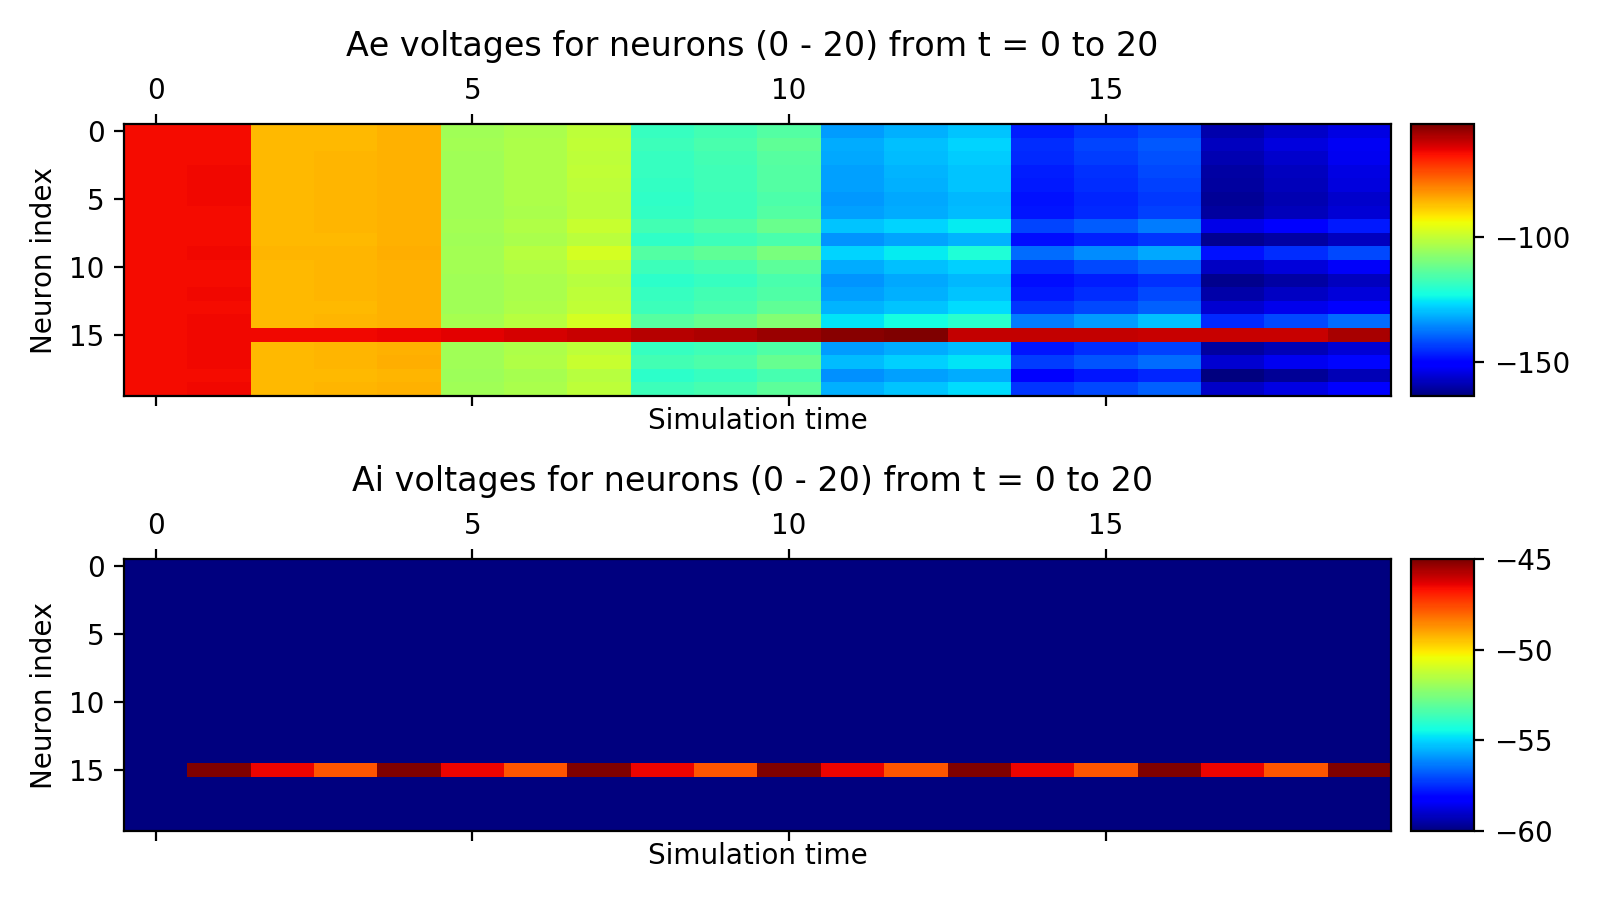 Ae voltages for neurons (0 - 20) from t = 0 to 20
0 5 10 15
0
5
10
15
Neuron index
−100
−150
Simulation time
Ai voltages for neurons (0 - 20) from t = 0 to 20
0 5 10 15
0
5
10
15
Neuron index
−45
−50
−55
−60
Simulation time